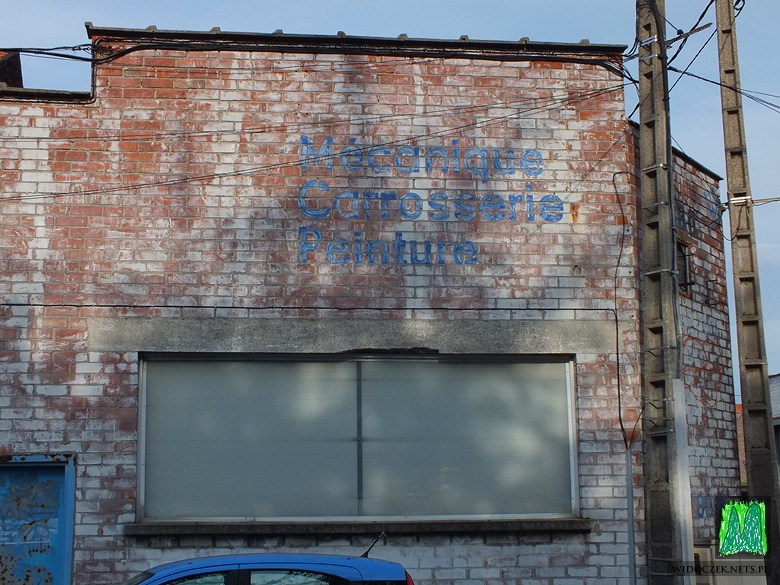 Mécanique
Carrosserie
Peinture
WIDOCZEK.NETS.PL